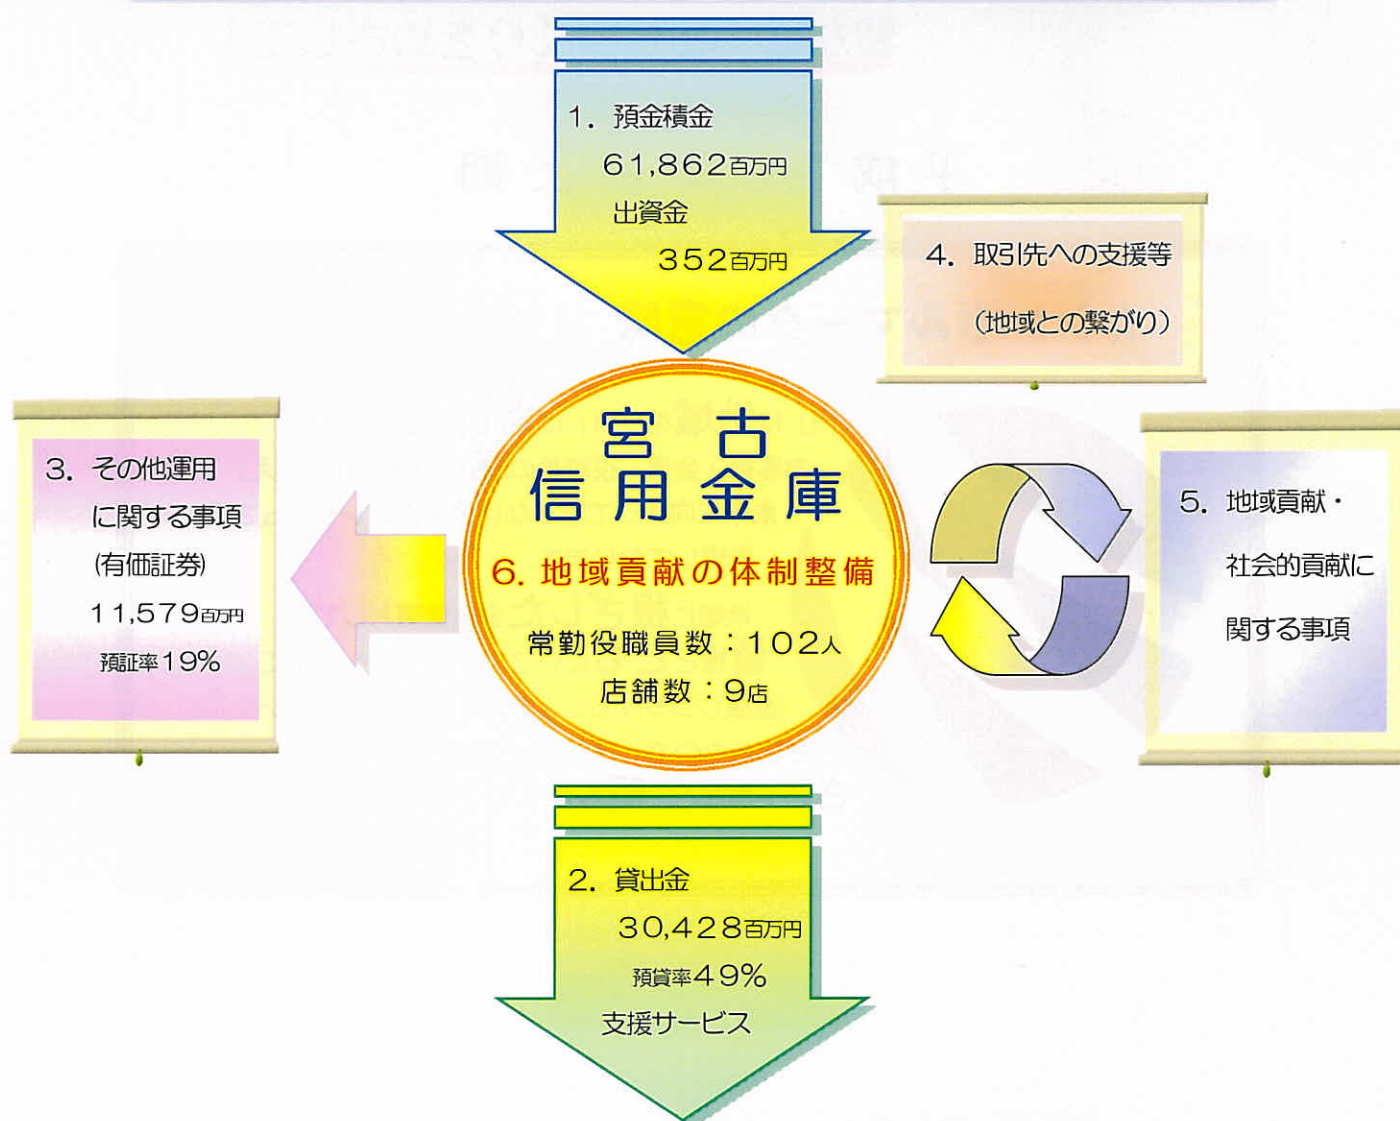 1．預金積金
61,862百万円
出資金
352百万円
4．取引先への支援等
（地域との繋がり）
3．その他運用
に関する事項
(有価証券)
11,579百万円
預証率19%
宮古
信用金庫
6.地域貢献の体制整備
常勤役職員数：102人
店舗数：9店
5．地域貢献・
社会的貢献に
関する事項
2．貸出金
30,428百万円
預貸率49%
支援サービス